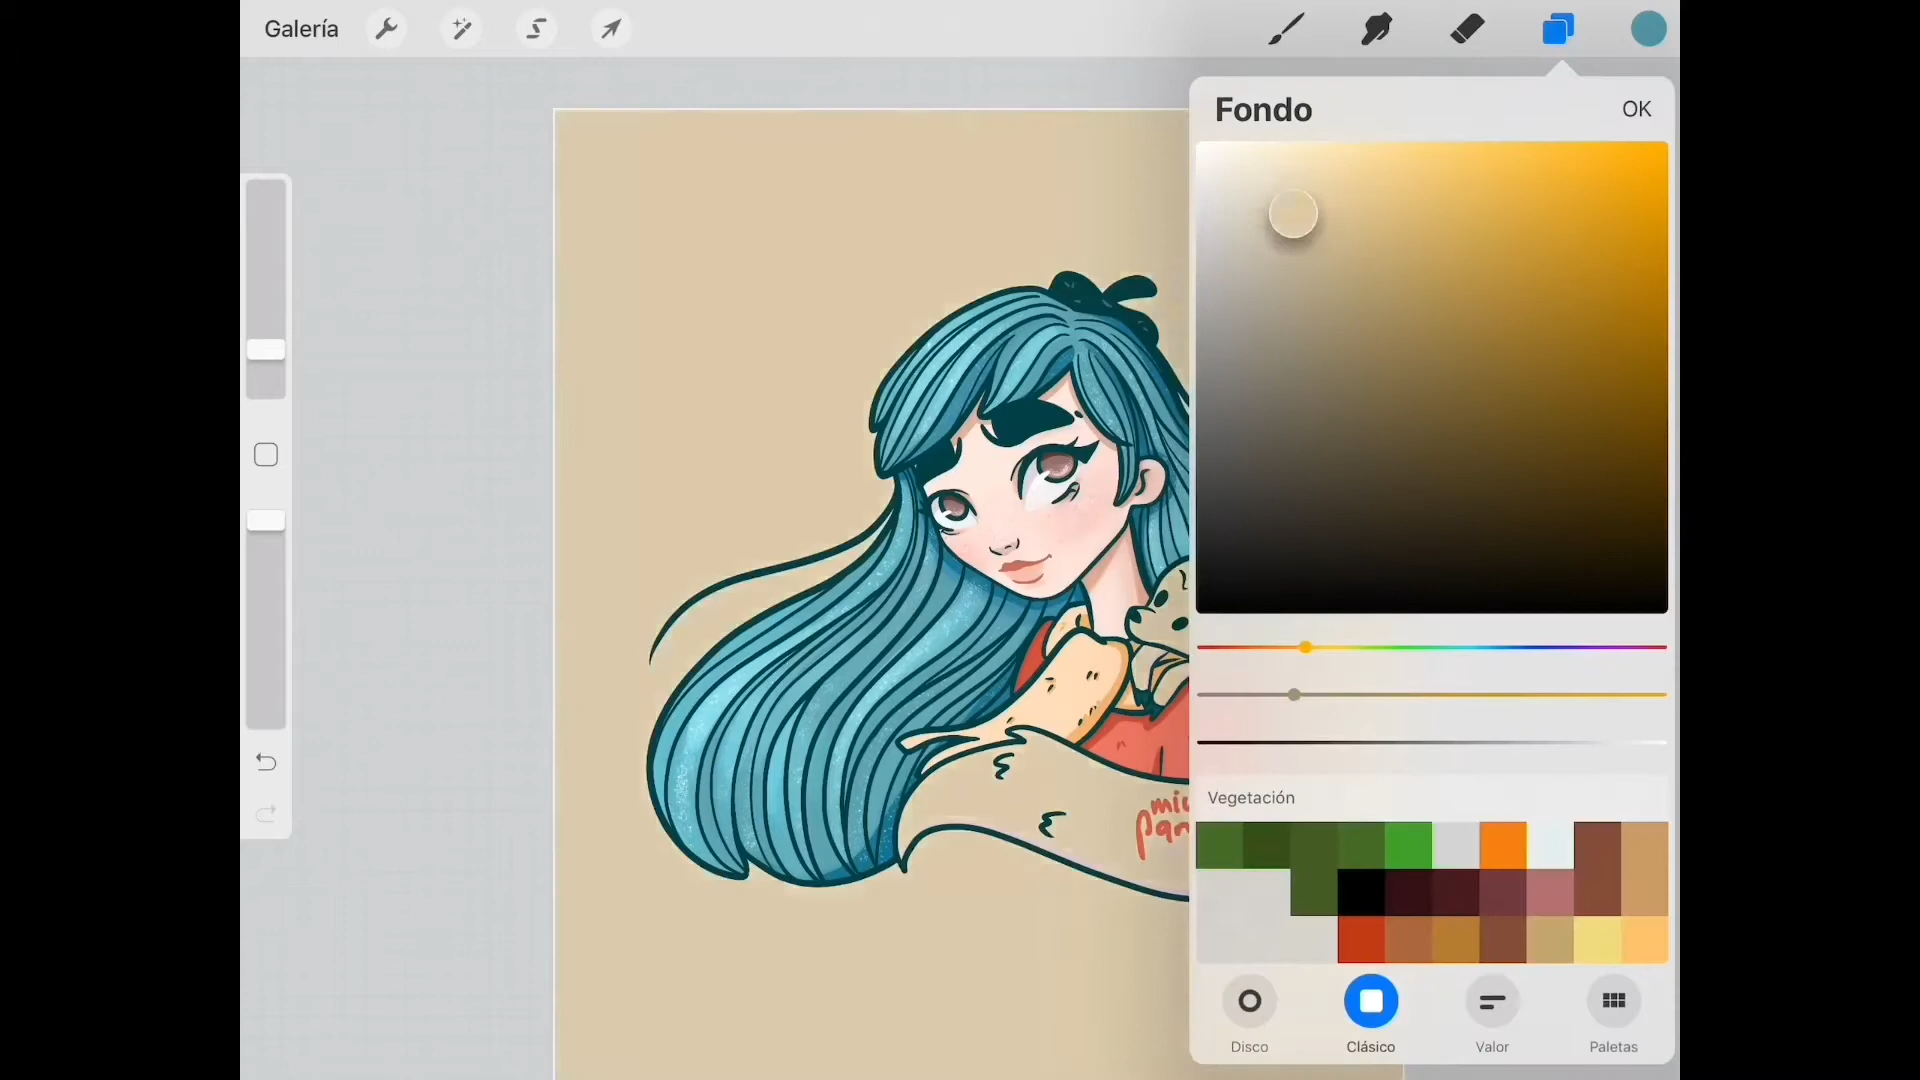 Galería
Fondo
OK
Vegetación
Disco
Clásico
Valor
Paletas